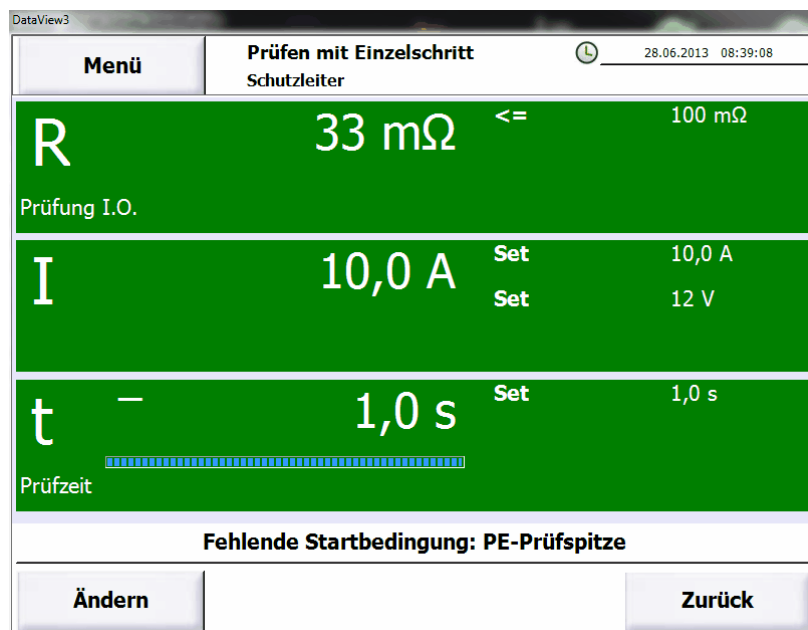 DataView3
Menü
Prüfen mit Einzelschritt
Schutzleiter
28.06.2013 08:39:08
R 33 mΩ <= 100 mΩ
Prüfung I.O.
I 10,0 A Set 10,0 A
Set 12 V
t – 1,0 s Set 1,0 s
Prüfzeit
Fehlende Startbedingung: PE-Prüfspitze
Ändern
Zurück